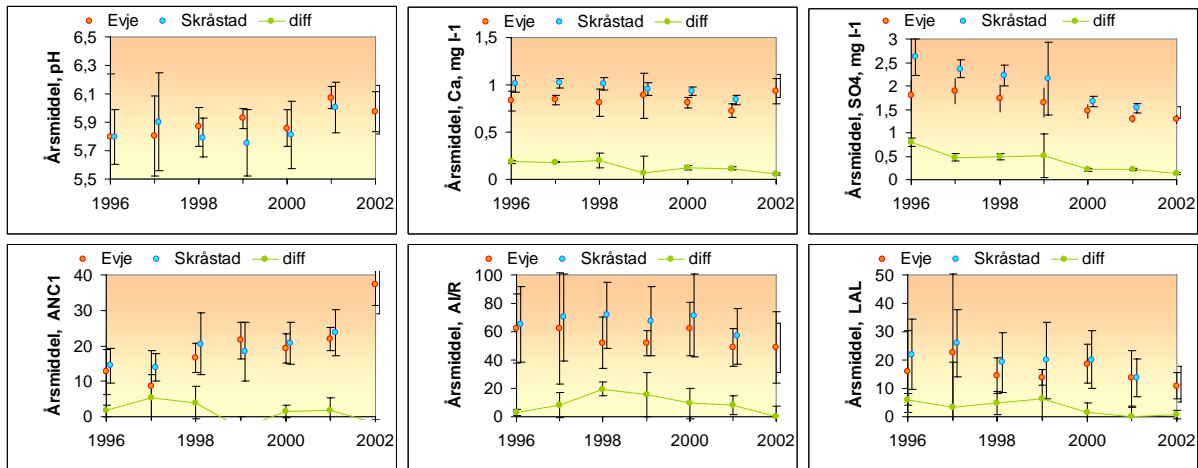 Evje Skråstad diff
Årsmiddel, pH
6,5
6,3
6,1
5,9
5,7
5,5
1996 1998 2000 2002
Evje Skråstad diff
Årsmiddel, Ca, mg l-1
1,5
1
0,5
0
1996 1998 2000 2002
Evje Skråstad diff
Årsmiddel, SO4, mg l-1
3
2,5
2
1,5
1
0,5
0
1996 1998 2000 2002
Evje Skråstad diff
Årsmiddel, ANC1
40
30
20
10
0
1996 1998 2000 2002
Evje Skråstad diff
Årsmiddel, Al/R
100
80
60
40
20
0
1996 1998 2000 2002
Evje Skråstad diff
Årsmiddel, LAL
50
40
30
20
10
0
1996 1998 2000 2002